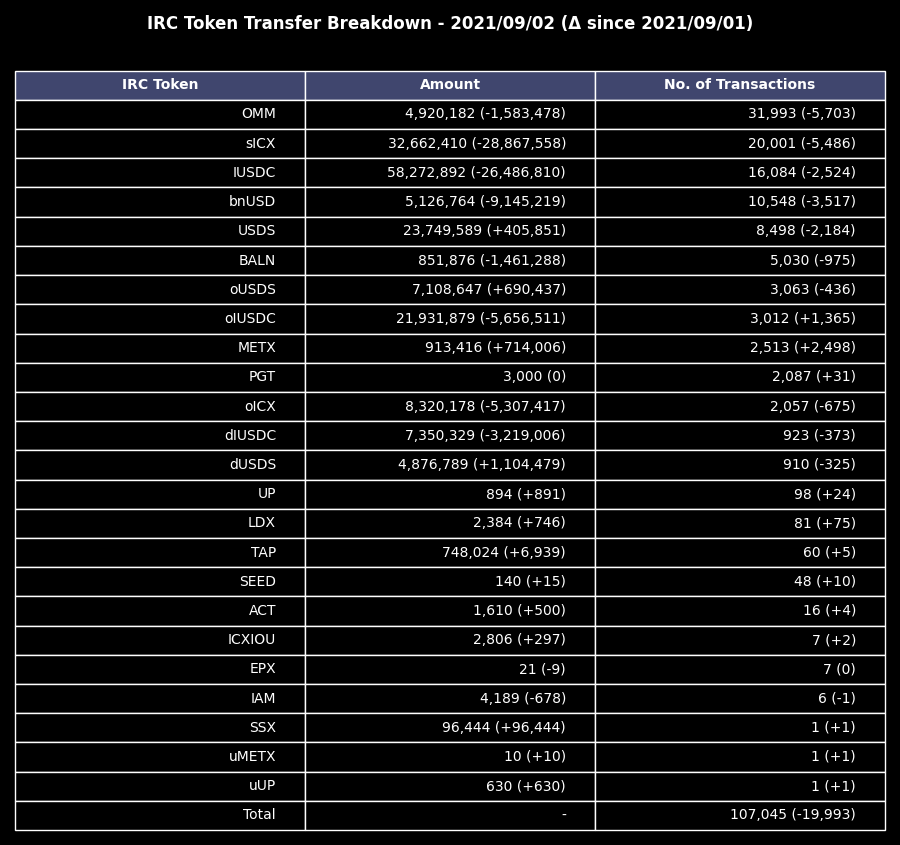 IRC Token Transfer Breakdown - 2021/09/02 (Δ since 2021/09/01)
IRC Token Amount No. of Transactions
OMM 4,920,182 (-1,583,478) 31,993 (-5,703)
sICX 32,662,410 (-28,867,558) 20,001 (-5,486)
IUSDC 58,272,892 (-26,486,810) 16,084 (-2,524)
bnUSD 5,126,764 (-9,145,219) 10,548 (-3,517)
USDS 23,749,589 (+405,851) 8,498 (-2,184)
BALN 851,876 (-1,461,288) 5,030 (-975)
oUSDS 7,108,647 (+690,437) 3,063 (-436)
oIUSDC 21,931,879 (-5,656,511) 3,012 (+1,365)
METX 913,416 (+714,006) 2,513 (+2,498)
PGT 3,000 (0) 2,087 (+31)
oICX 8,320,178 (-5,307,417) 2,057 (-675)
dIUSDC 7,350,329 (-3,219,006) 923 (-373)
dUSDS 4,876,789 (+1,104,479) 910 (-325)
UP 894 (+891) 98 (+24)
LDX 2,384 (+746) 81 (+75)
TAP 748,024 (+6,939) 60 (+5)
SEED 140 (+15) 48 (+10)
ACT 1,610 (+500) 16 (+4)
ICXIOU 2,806 (+297) 7 (+2)
EPX 21 (-9) 7 (0)
IAM 4,189 (-678) 6 (-1)
SSX 96,444 (+96,444) 1 (+1)
uMETX 10 (+10) 1 (+1)
uUP 630 (+630) 1 (+1)
Total - 107,045 (-19,993)